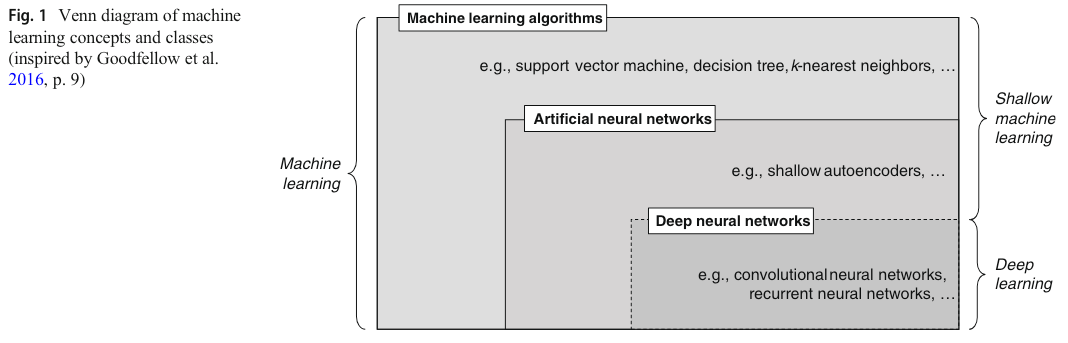 Fig. 1 Venn diagram of machine
learning concepts and classes
(inspired by Goodfellow et al.
2016, p. 9)
Machine learning algorithms
e.g., support vector machine, decision tree, k-nearest neighbors, …
Artificial neural networks
e.g., shallow autoencoders, …
Deep neural networks
e.g., convolutional neural networks,
recurrent neural networks, …
Machine
learning
Shallow
machine
learning
Deep
learning